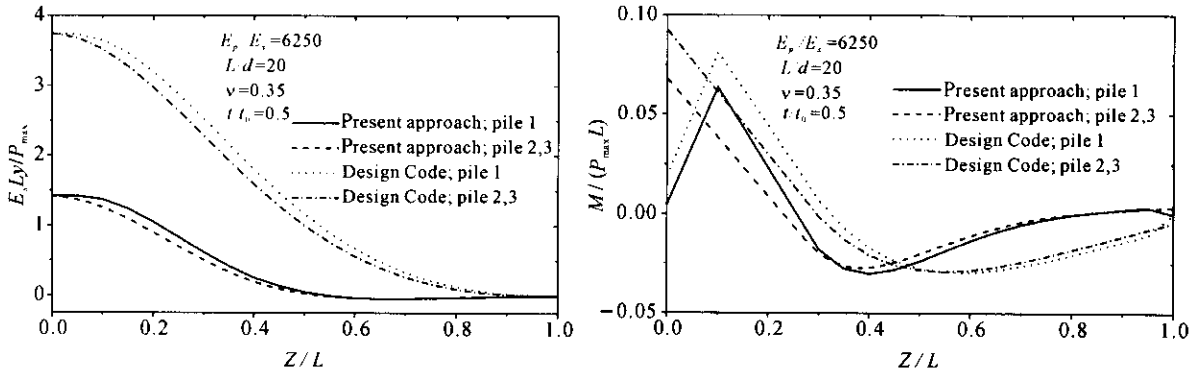 4
3
2
1
0
E_s Ly/P_max
E_p E_s=6250
L d=20
ν=0.35
t t_0=0.5
Present approach; pile 1
Present approach; pile 2,3
Design Code; pile 1
Design Code; pile 2,3
0.0 0.2 0.4 0.6 0.8 1.0
Z/L
0.10
0.05
0.00
−0.05
M/(P_max L)
E_p/E_s=6250
L d=20
ν=0.35
t t_0=0.5
Present approach; pile 1
Present approach; pile 2,3
Design Code; pile 1
Design Code; pile 2,3
0.0 0.2 0.4 0.6 0.8 1.0
Z/L